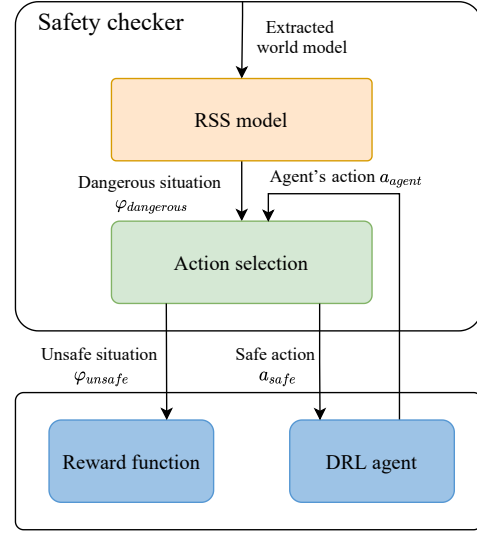 Safety checker
Extracted
world model
RSS model
Dangerous situation
φ_dangerous
Agent's action a_agent
Action selection
Unsafe situation
φ_unsafe
Safe action
a_safe
Reward function
DRL agent